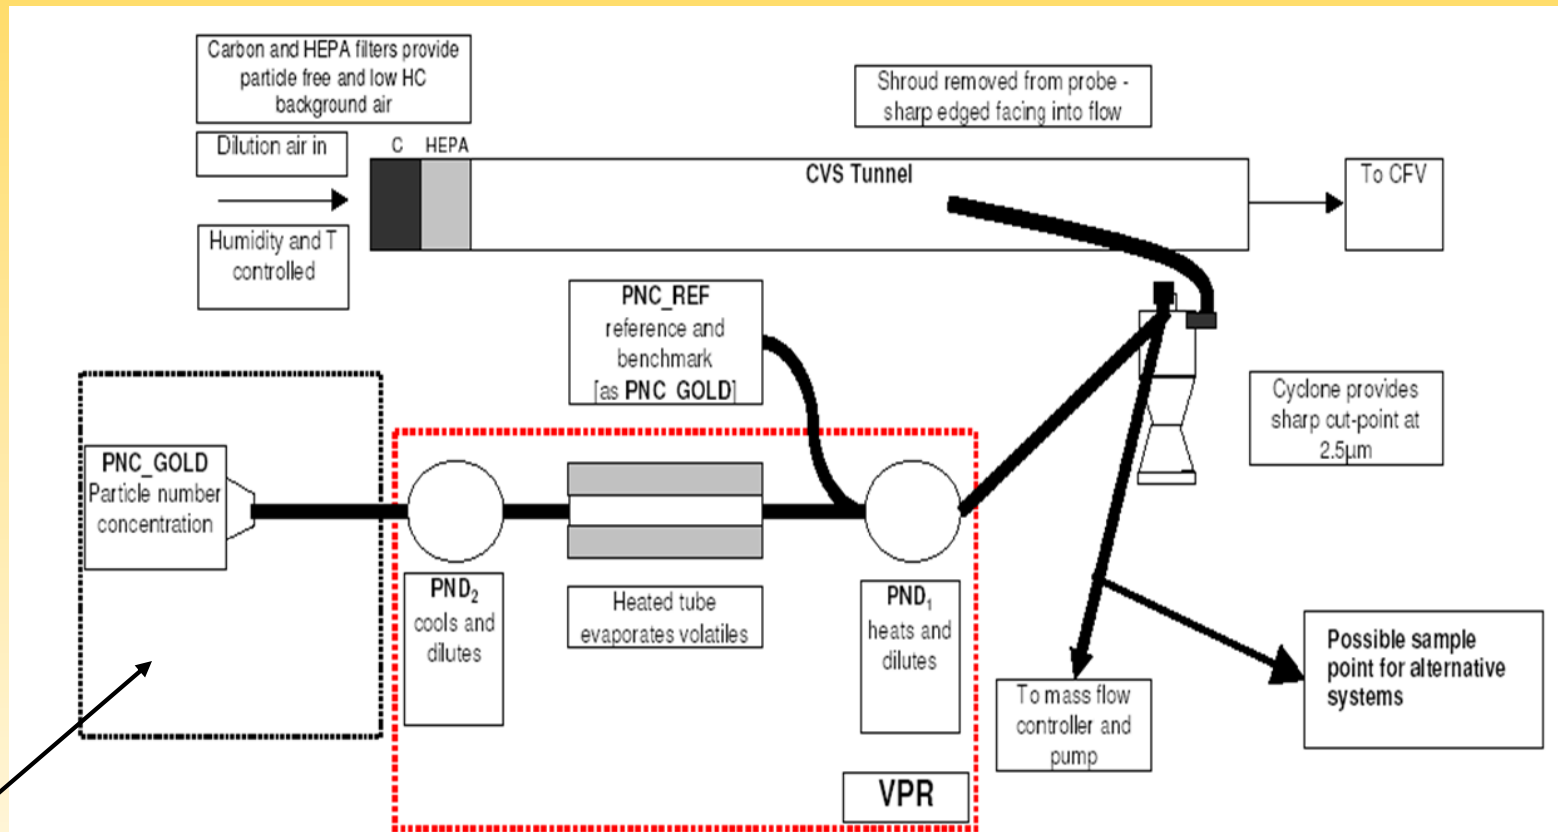 Carbon and HEPA filters provide
particle free and low HC
background air
Shroud removed from probe -
sharp edged facing into flow
Dilution air in
C HEPA
CVS Tunnel
To CFV
Humidity and T
controlled
PNC_REF
reference and
benchmark
[as PNC_GOLD]
Cyclone provides
sharp cut-point at
2.5µm
PNC_GOLD
Particle number
concentration
PND₂
cools and
dilutes
Heated tube
evaporates volatiles
PND₁
heats and
dilutes
Possible sample
point for alternative
systems
To mass flow
controller and
pump
VPR